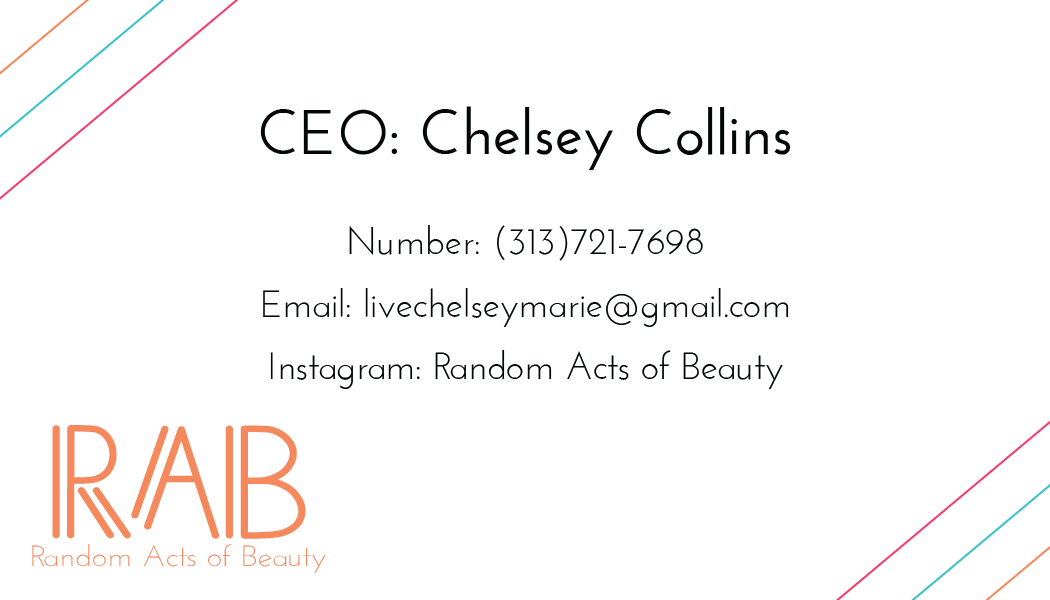 CEO: Chelsey Collins
Number: (313)721-7698
Email: livechelseymarie@gmail.com
Instagram: Random Acts of Beauty
RAB
Random Acts of Beauty